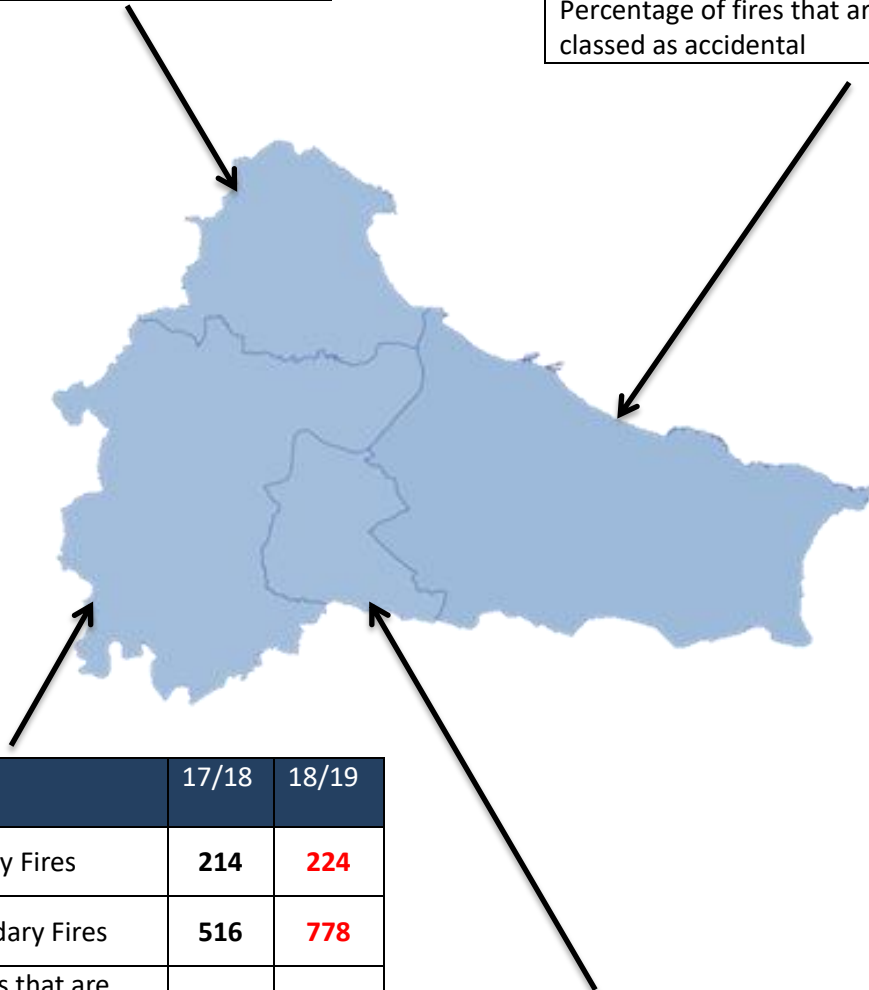 Percentage of fires that ar
classed as accidental
17/18 18/19
y Fires 214 224
dary Fires 516 778
s that are